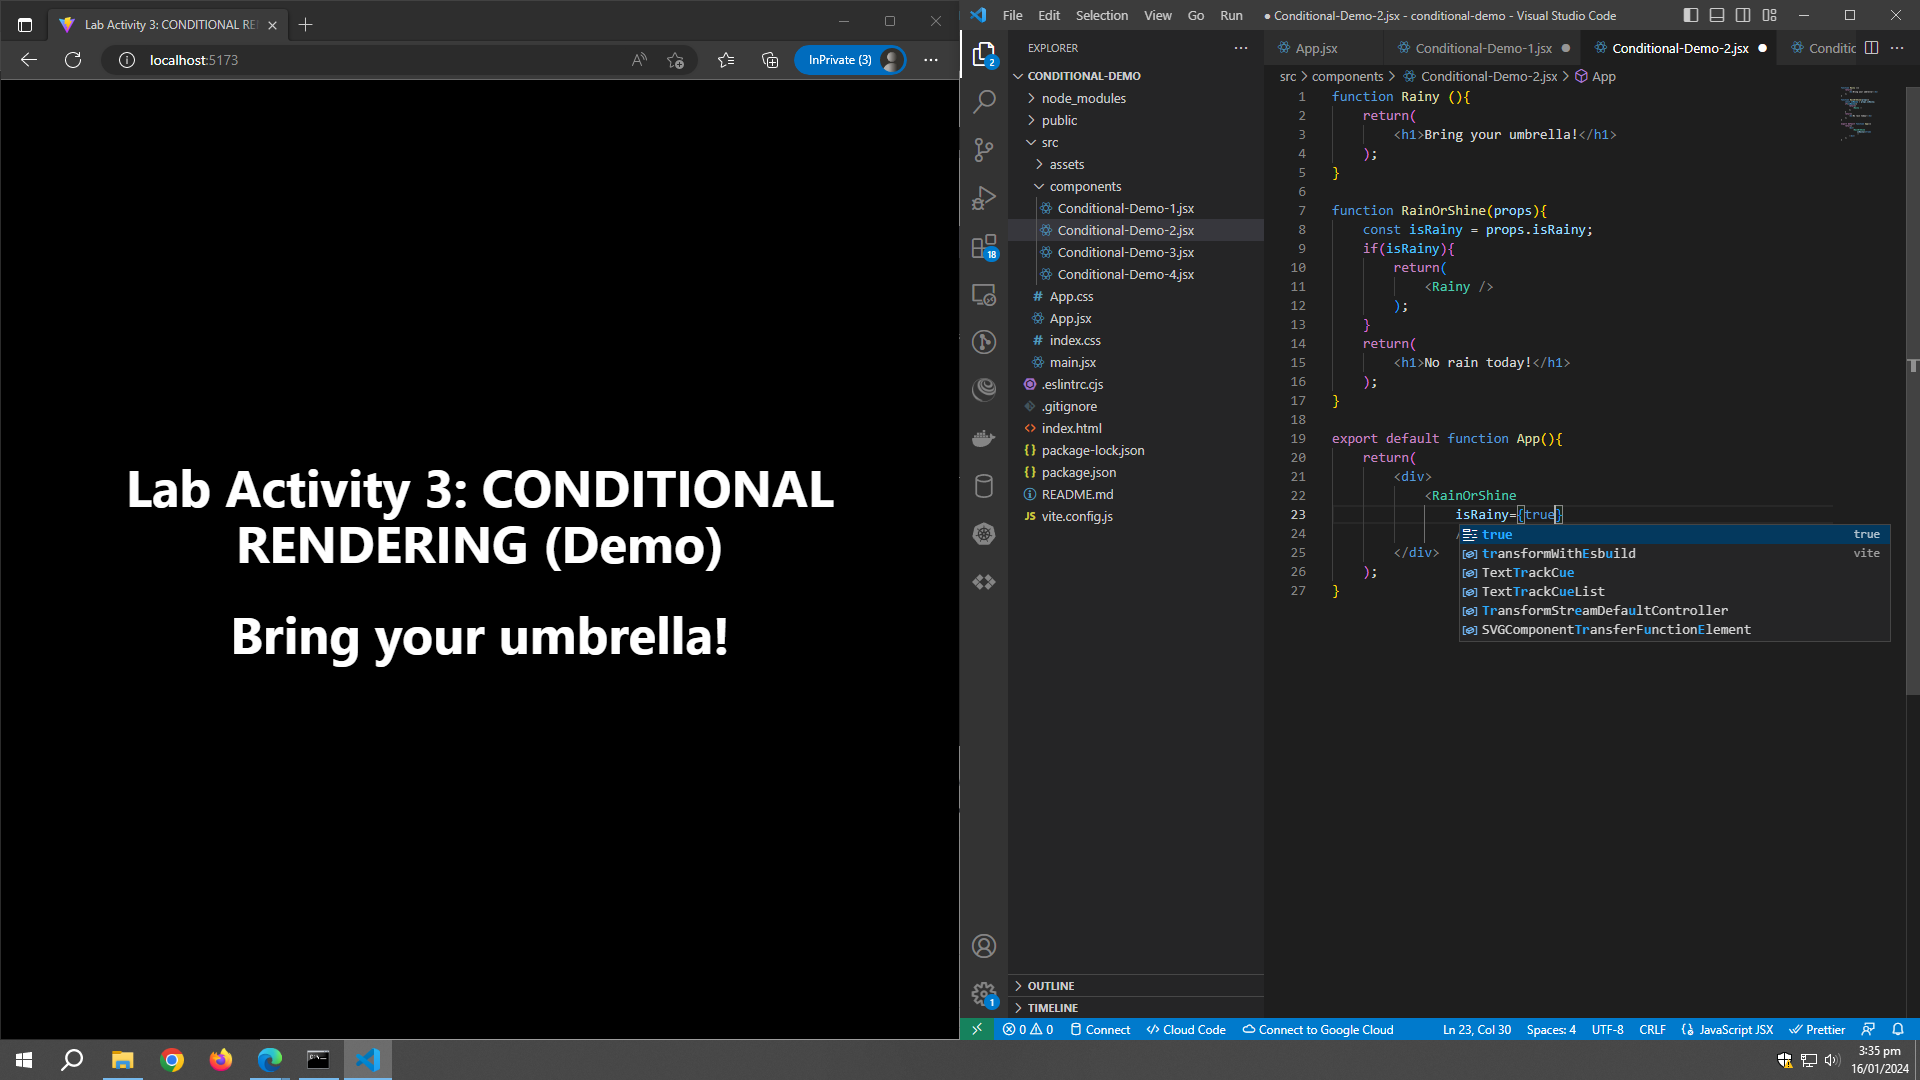 Lab Activity 3: CONDITIONAL RE
localhost:5173
InPrivate (3)
Lab Activity 3: CONDITIONAL
RENDERING (Demo)
Bring your umbrella!
File Edit Selection View Go Run
● Conditional-Demo-2.jsx - conditional-demo - Visual Studio Code
EXPLORER
CONDITIONAL-DEMO
node_modules
public
src
assets
components
Conditional-Demo-1.jsx
Conditional-Demo-2.jsx
Conditional-Demo-3.jsx
Conditional-Demo-4.jsx
# App.css
App.jsx
# index.css
main.jsx
.eslintrc.cjs
.gitignore
<> index.html
{} package-lock.json
{} package.json
README.md
JS vite.config.js
OUTLINE
TIMELINE
2
18
1
App.jsx
Conditional-Demo-1.jsx
Conditional-Demo-2.jsx
Conditic
src > components > Conditional-Demo-2.jsx > App
1 function Rainy (){
2 return(
3 <h1>Bring your umbrella!</h1>
4 );
5 }
6
7 function RainOrShine(props){
8 const isRainy = props.isRainy;
9 if(isRainy){
10 return(
11 <Rainy />
12 );
13 }
14 return(
15 <h1>No rain today!</h1>
16 );
17 }
18
19 export default function App(){
20 return(
21 <div>
22 <RainOrShine
23 isRainy={true}
24
25 </div>
26 );
27 }
true true
transformWithEsbuild vite
TextTrackCue
TextTrackCueList
TransformStreamDefaultController
SVGComponentTransferFunctionElement
0 0 Connect Cloud Code Connect to Google Cloud
Ln 23, Col 30 Spaces: 4 UTF-8 CRLF JavaScript JSX Prettier
3:35 pm
16/01/2024